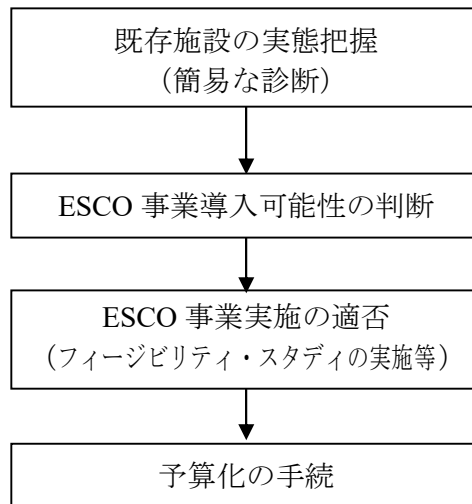 既存施設の実態把握
（簡易な診断）
ESCO 事業導入可能性の判断
ESCO 事業実施の適否
（フィージビリティ・スタディの実施等）
予算化の手続